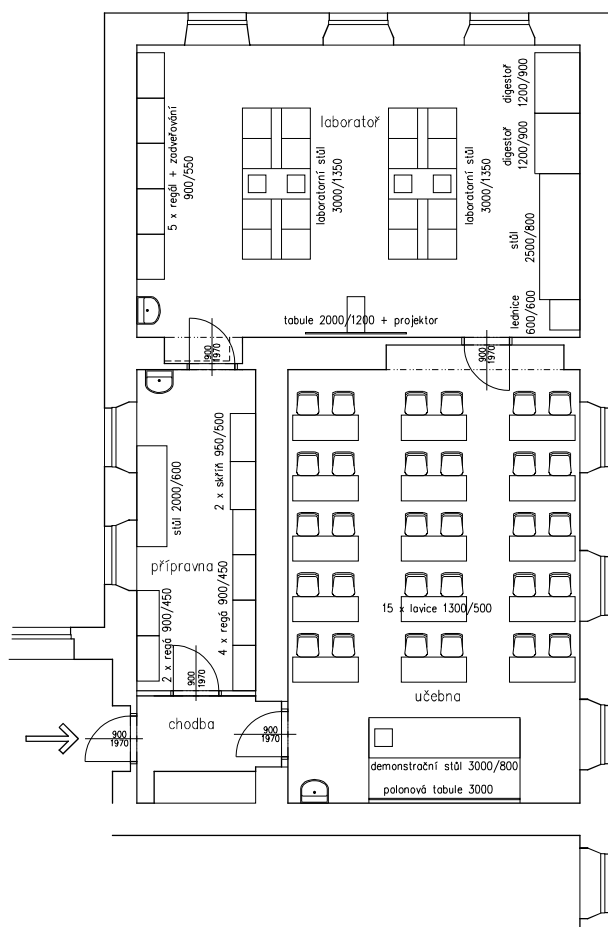 digestoř
1200/900
digestoř
1200/900
laboratoř
5 x regál + zadveřování
900/550
laboratorní stůl
3000/1350
laboratorní stůl
3000/1350
stůl
2500/800
lednice
600/600
tabule 2000/1200 + projektor
900
1970
900
1970
2 x skříň 950/500
stůl 2000/600
přípravna
2 x regá 900/450
4 x regá 900/450
15 x lavice 1300/500
učebna
900
1970
chodba
900
1970
900
1970
demonstrační stůl 3000/800
palonová tabule 3000